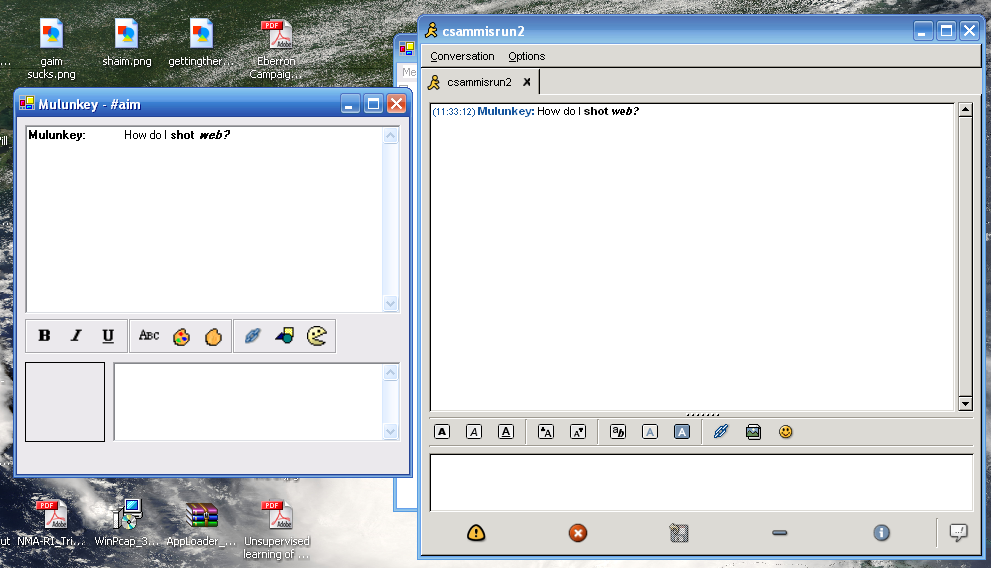 gaim
sucks.png
shaim.png
gettingther...
Eberron
Campaig...
Mulunkey - #aim
Mulunkey: How do I shot web?
B I U ABC
csammisrun2
Conversation Options
csammisrun2
(11:33:12) Mulunkey: How do I shot web?
Me
NMA-RI_Tri...
WinPcap_3...
AppLoader_...
Unsupervised
learning of ...
ut
PDF
Adobe
PDF
Adobe
PDF
Adobe